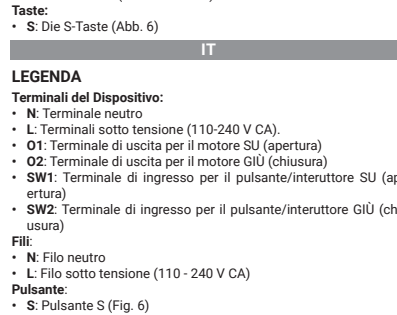 Taste:
• S: Die S-Taste (Abb. 6)
IT
LEGENDA
Terminali del Dispositivo:
• N: Terminale neutro
• L: Terminali sotto tensione (110-240 V CA).
• O1: Terminale di uscita per il motore SU (apertura)
• O2: Terminale di uscita per il motore GIÙ (chiusura)
• SW1: Terminale di ingresso per il pulsante/interuttore SU (ap
ertura)
• SW2: Terminale di ingresso per il pulsante/interuttore GIÙ (ch
usura)
Fili:
• N: Filo neutro
• L: Filo sotto tensione (110 - 240 V CA)
Pulsante:
• S: Pulsante S (Fig. 6)